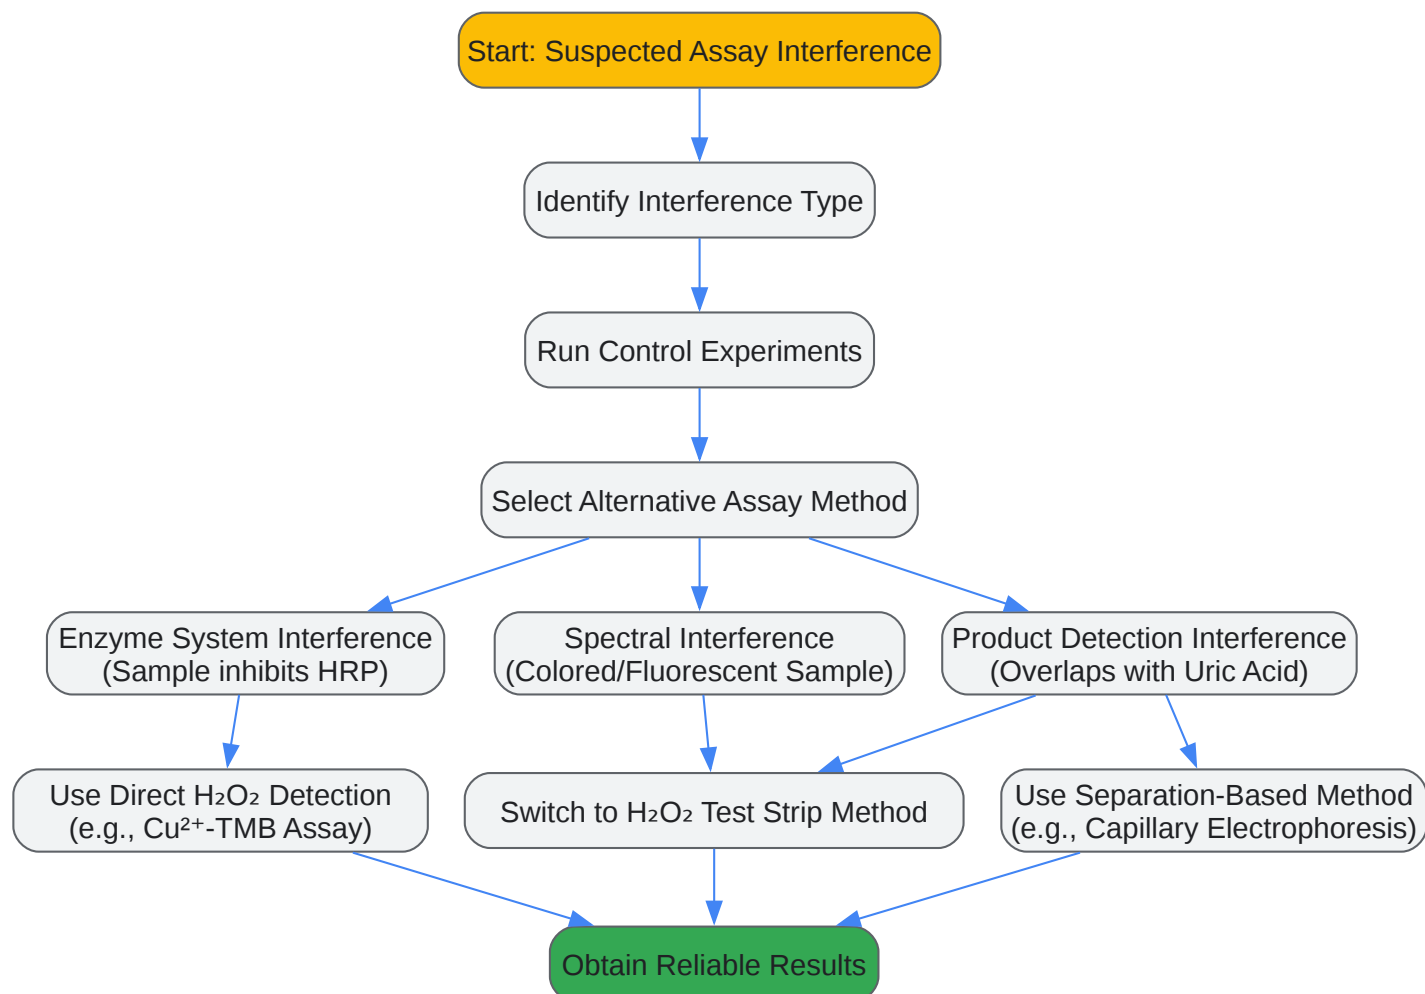 Start: Suspected Assay Interference
Identify Interference Type
Run Control Experiments
Select Alternative Assay Method
Enzyme System Interference
(Sample inhibits HRP)
Spectral Interference
(Colored/Fluorescent Sample)
Product Detection Interference
(Overlaps with Uric Acid)
Use Direct H₂O₂ Detection
(e.g., Cu²⁺-TMB Assay)
Switch to H₂O₂ Test Strip Method
Use Separation-Based Method
(e.g., Capillary Electrophoresis)
Obtain Reliable Results